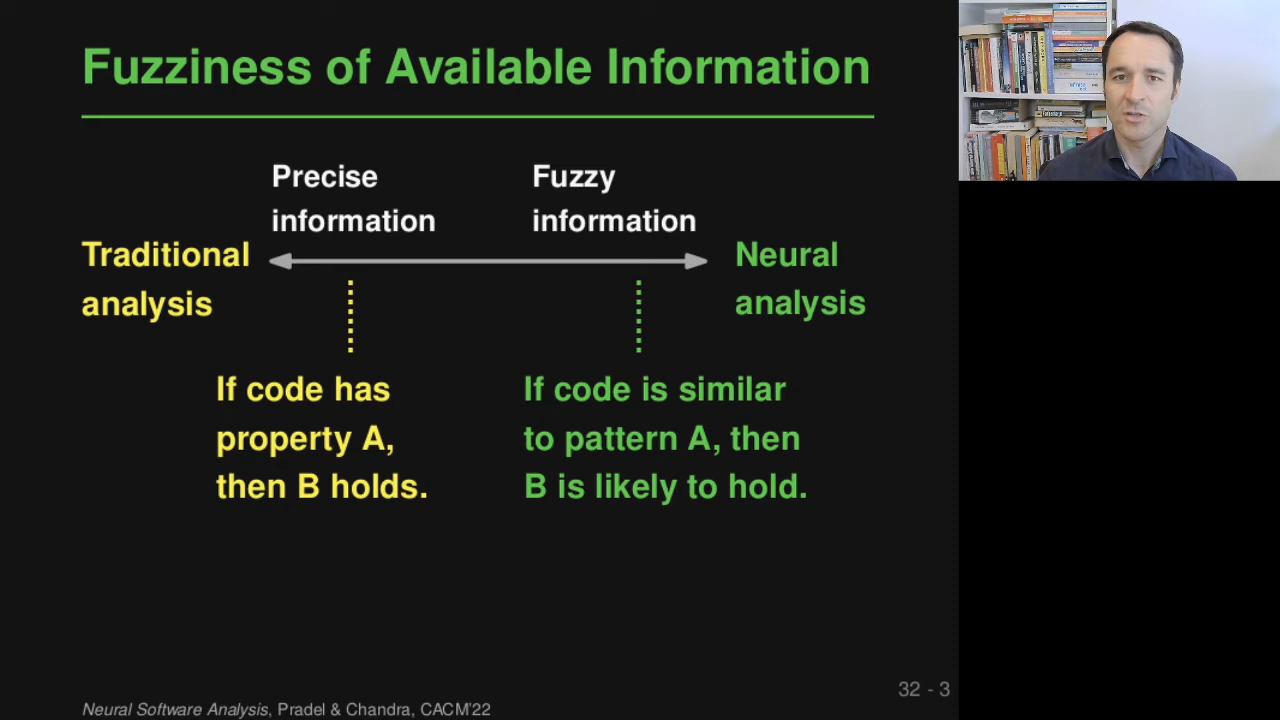 Fuzziness of Available Information
Precise
information
Fuzzy
information
Traditional
analysis
Neural
analysis
If code has
property A,
then B holds.
If code is similar
to pattern A, then
B is likely to hold.
32 - 3
Neural Software Analysis, Pradel & Chandra, CACM'22